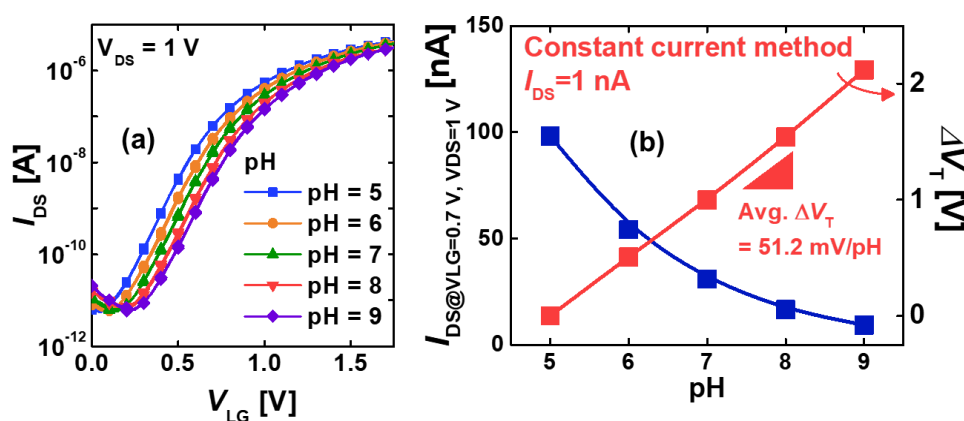 V_DS = 1 V
(a)
pH
pH = 5
pH = 6
pH = 7
pH = 8
pH = 9
10^-6
10^-8
10^-10
10^-12
I_DS [A]
0.0 0.5 1.0 1.5
V_LG [V]
Constant current method
I_DS=1 nA
(b)
Avg. ΔV_T
= 51.2 mV/pH
150
100
50
0
I_DS@VLG=0.7 V, VDS=1 V [nA]
5 6 7 8 9
pH
2
1
0
ΔV_T [V]